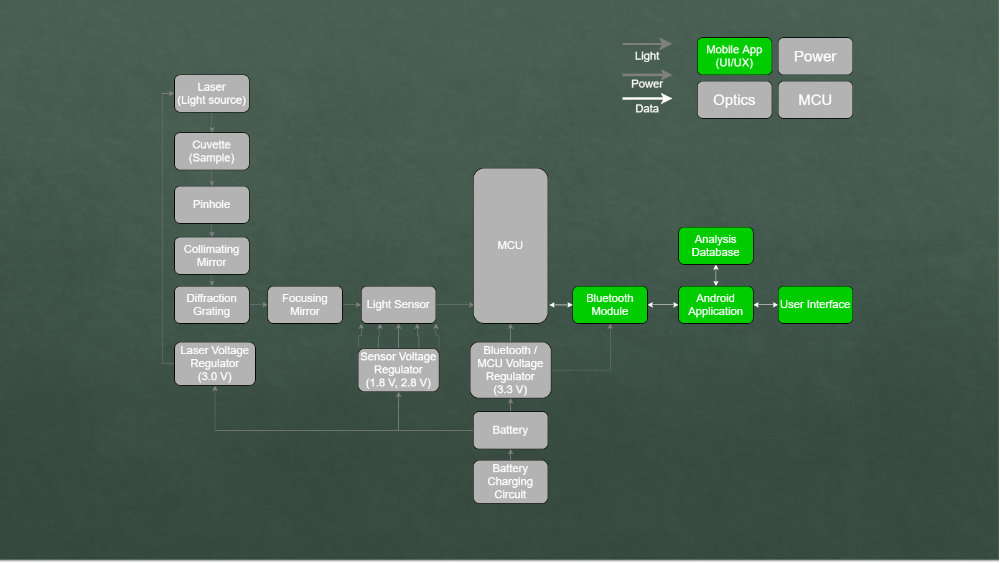 Light
Power
Data
Mobile App
(UI/UX)
Power
Optics
MCU
Laser
(Light source)
Cuvette
(Sample)
Pinhole
Collimating
Mirror
Diffraction
Grating
Focusing
Mirror
Light Sensor
MCU
Bluetooth
Module
Analysis
Database
Android
Application
User Interface
Laser Voltage
Regulator
(3.0 V)
Sensor Voltage
Regulator
(1.8 V, 2.8 V)
Bluetooth /
MCU Voltage
Regulator
(3.3 V)
Battery
Battery
Charging
Circuit